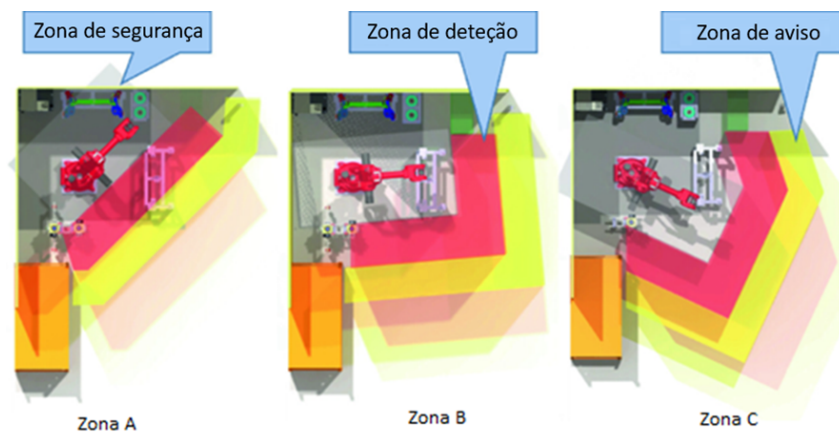 Zona de segurança
Zona de deteção
Zona de aviso
Zona A
Zona B
Zona C